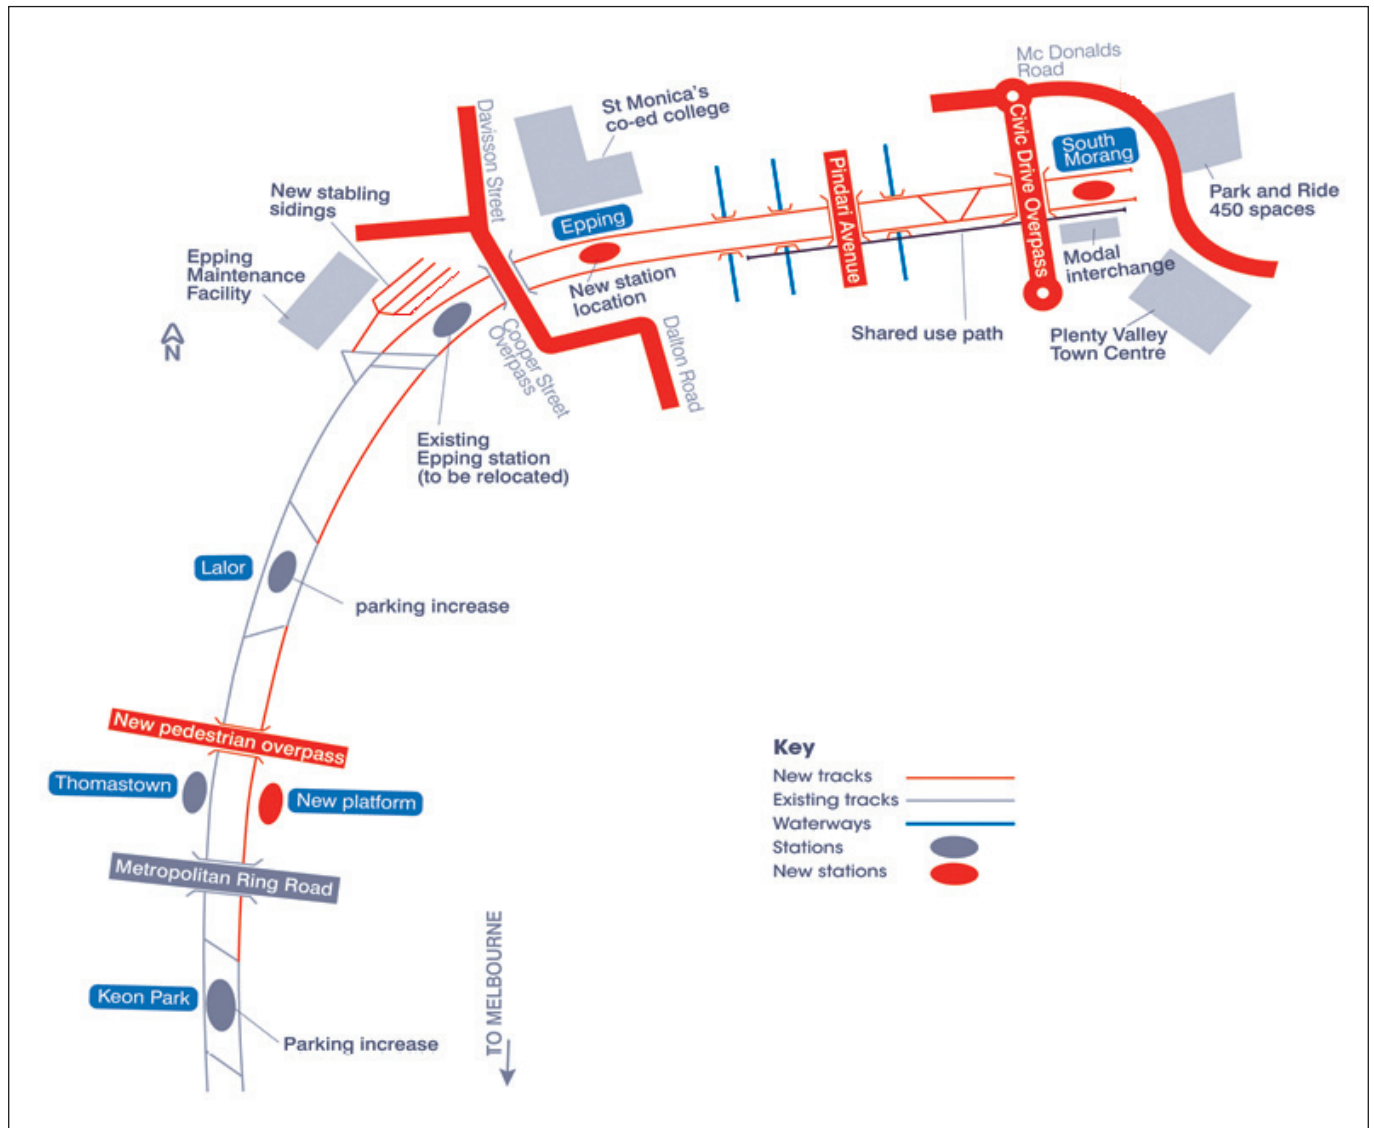 Mc Donalds
Road
Davisson Street
St Monica's
co-ed college
Civic Drive Overpass
South
Morang
Pindari Avenue
New stabling
sidings
Park and Ride
450 spaces
Epping
Epping
Maintenance
Facility
New station
location
Modal
interchange
N
Cooper Street
Overpass
Dalton Road
Shared use path
Plenty Valley
Town Centre
Existing
Epping station
(to be relocated)
Lalor
parking increase
New pedestrian overpass
Thomastown
New platform
Metropolitan Ring Road
Keon Park
Parking increase
TO MELBOURNE
Key
New tracks
Existing tracks
Waterways
Stations
New stations